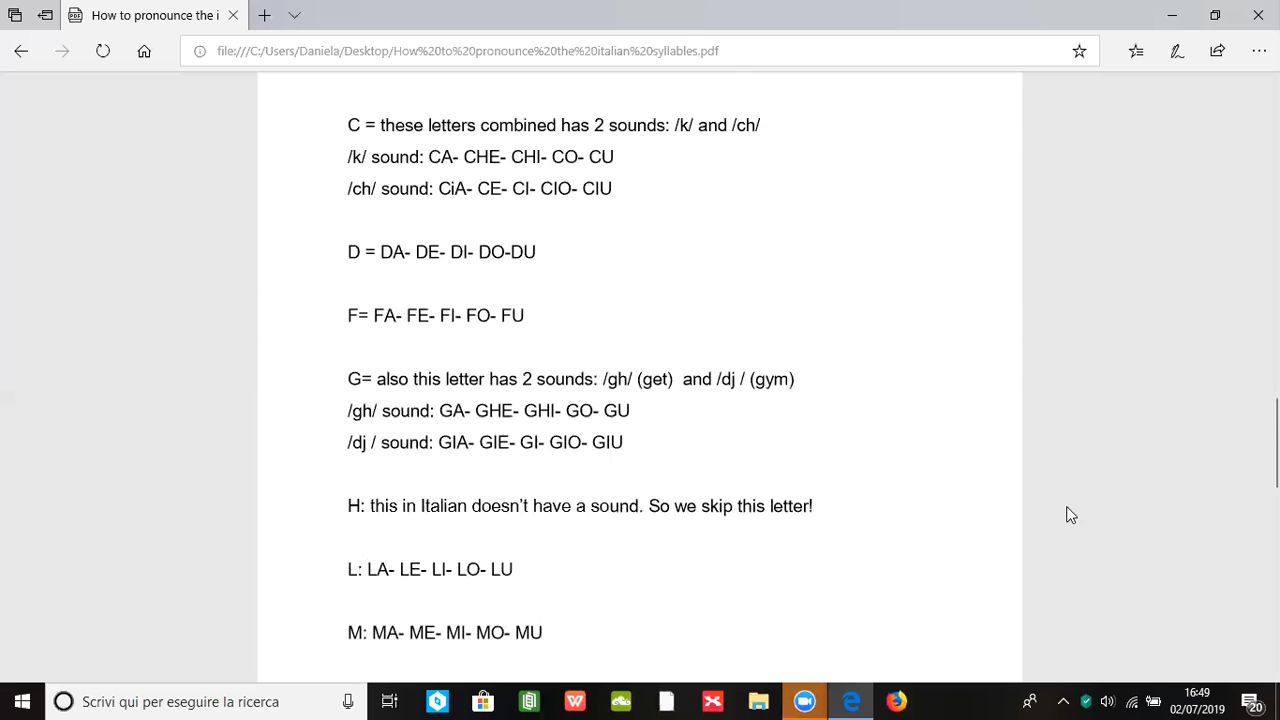 How to pronounce the i
file:///C:/Users/Daniela/Desktop/How%20to%20pronounce%20the%20italian%20syllables.pdf
C = these letters combined has 2 sounds: /k/ and /ch/
/k/ sound: CA- CHE- CHI- CO- CU
/ch/ sound: CiA- CE- CI- CIO- CIU
D = DA- DE- DI- DO-DU
F= FA- FE- FI- FO- FU
G= also this letter has 2 sounds: /gh/ (get)  and /dj / (gym)
/gh/ sound: GA- GHE- GHI- GO- GU
/dj / sound: GIA- GIE- GI- GIO- GIU
H: this in Italian doesn’t have a sound. So we skip this letter!
L: LA- LE- LI- LO- LU
M: MA- ME- MI- MO- MU
Scrivi qui per eseguire la ricerca
16:49
02/07/2019
20